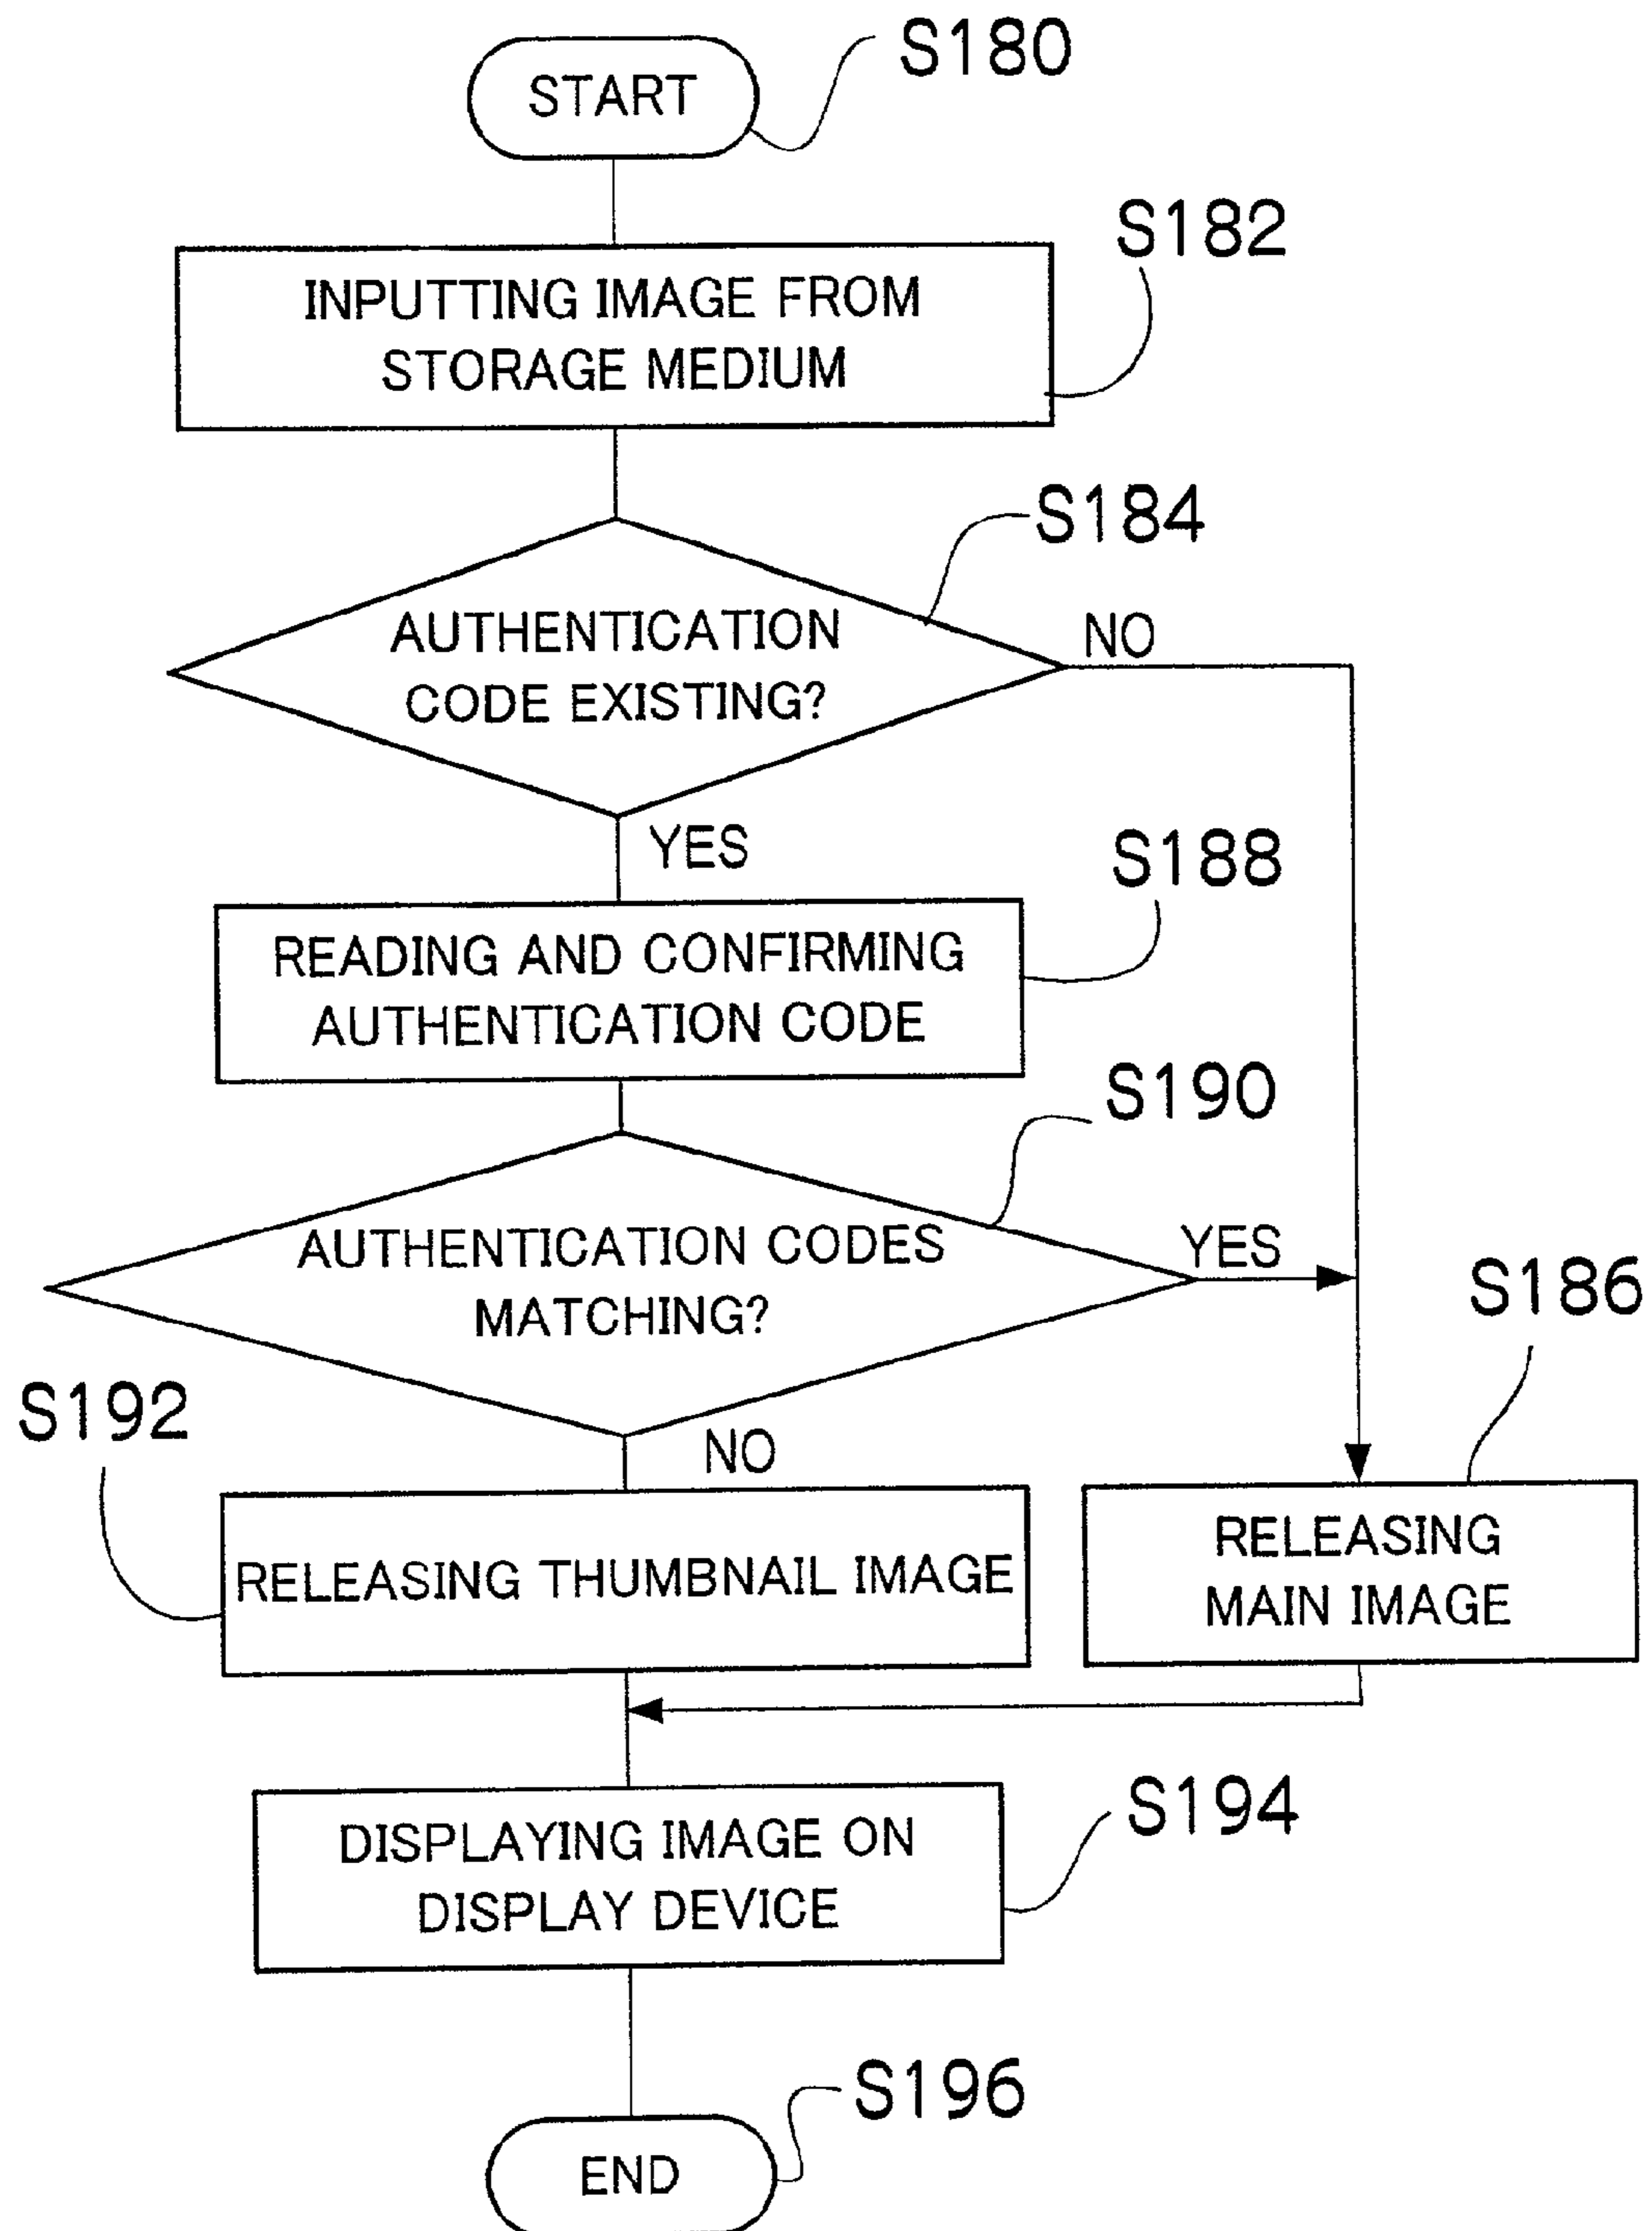 START
S180
S182
INPUTTING IMAGE FROM
STORAGE MEDIUM
S184
AUTHENTICATION
CODE EXISTING?
NO
YES
S188
READING AND CONFIRMING
AUTHENTICATION CODE
S190
AUTHENTICATION CODES
MATCHING?
YES
S186
S192
NO
RELEASING THUMBNAIL IMAGE
RELEASING
MAIN IMAGE
S194
DISPLAYING IMAGE ON
DISPLAY DEVICE
S196
END